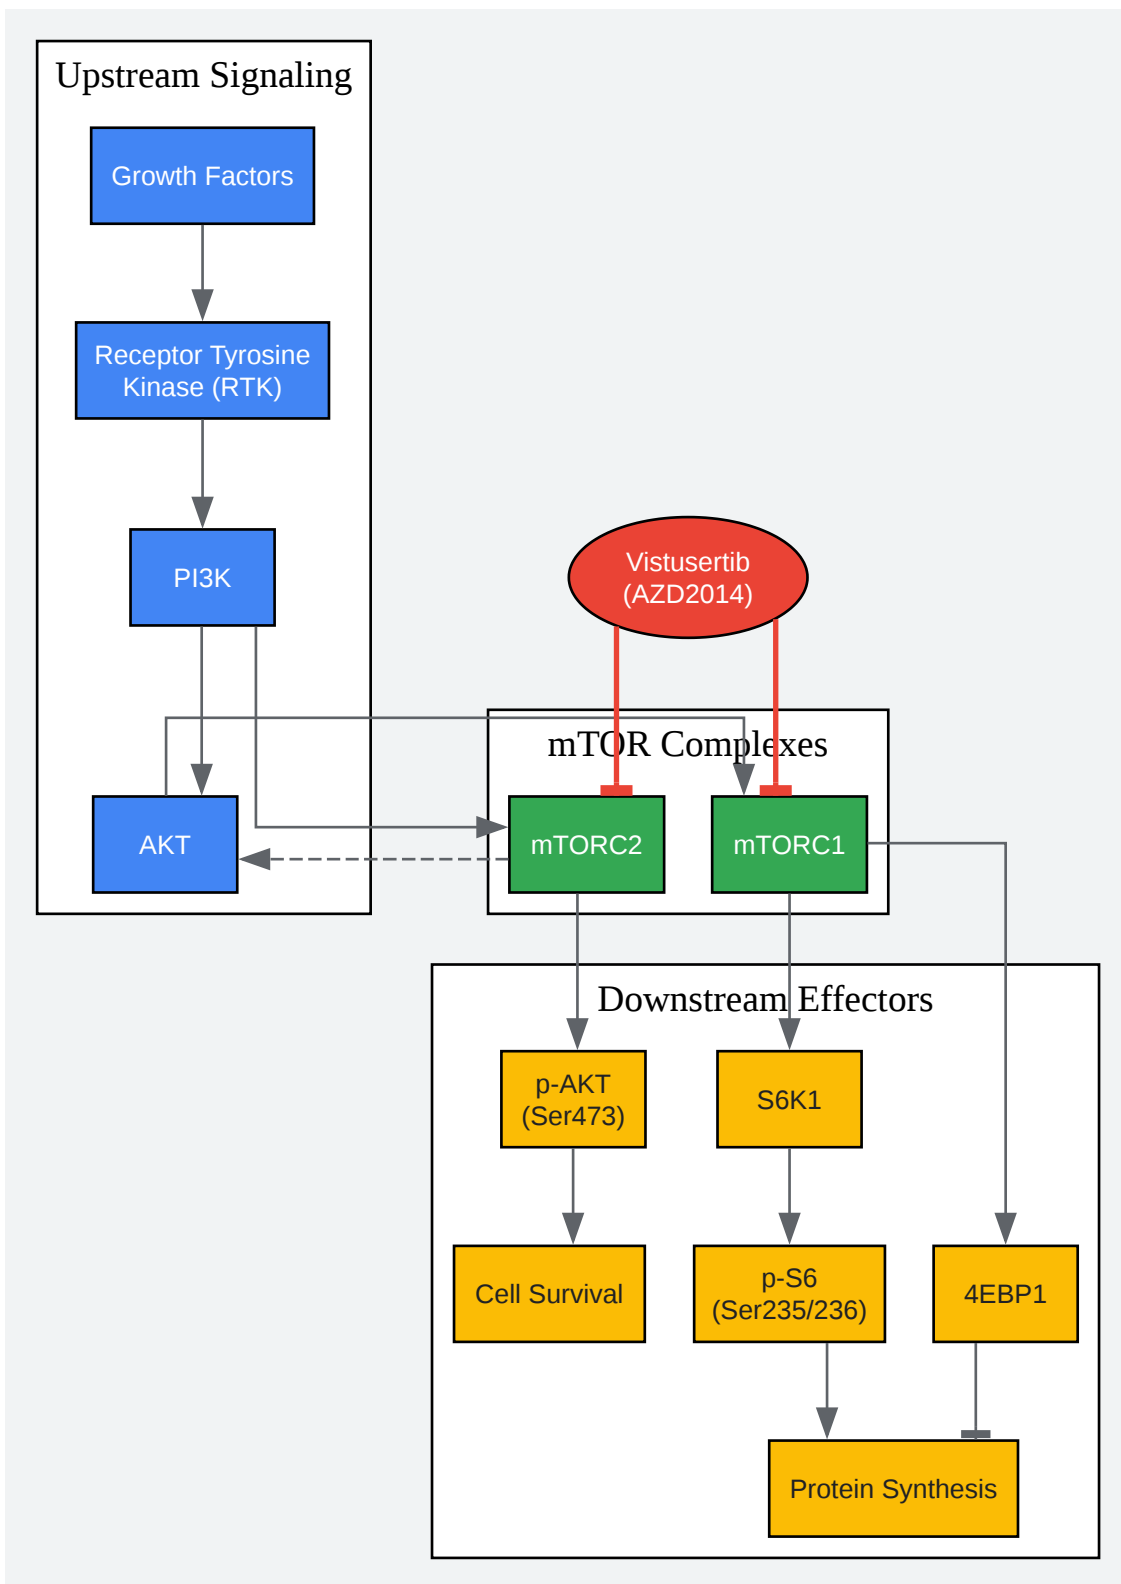 Upstream Signaling
Growth Factors
Receptor Tyrosine
Kinase (RTK)
PI3K
AKT
Vistusertib
(AZD2014)
mTOR Complexes
mTORC2
mTORC1
Downstream Effectors
p-AKT
(Ser473)
S6K1
Cell Survival
p-S6
(Ser235/236)
4EBP1
Protein Synthesis